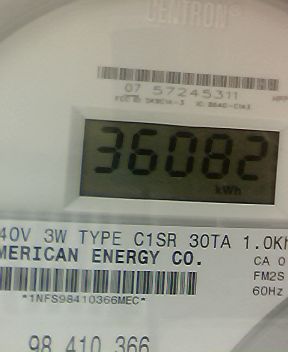 CENTRON®
07 57245311
36082
kWh
40V 3W TYPE C1SR 30TA 1.0Kh
MERICAN ENERGY CO.
CA 0
FM2S
60Hz
*1NFS98410366MEC*
98 410 366